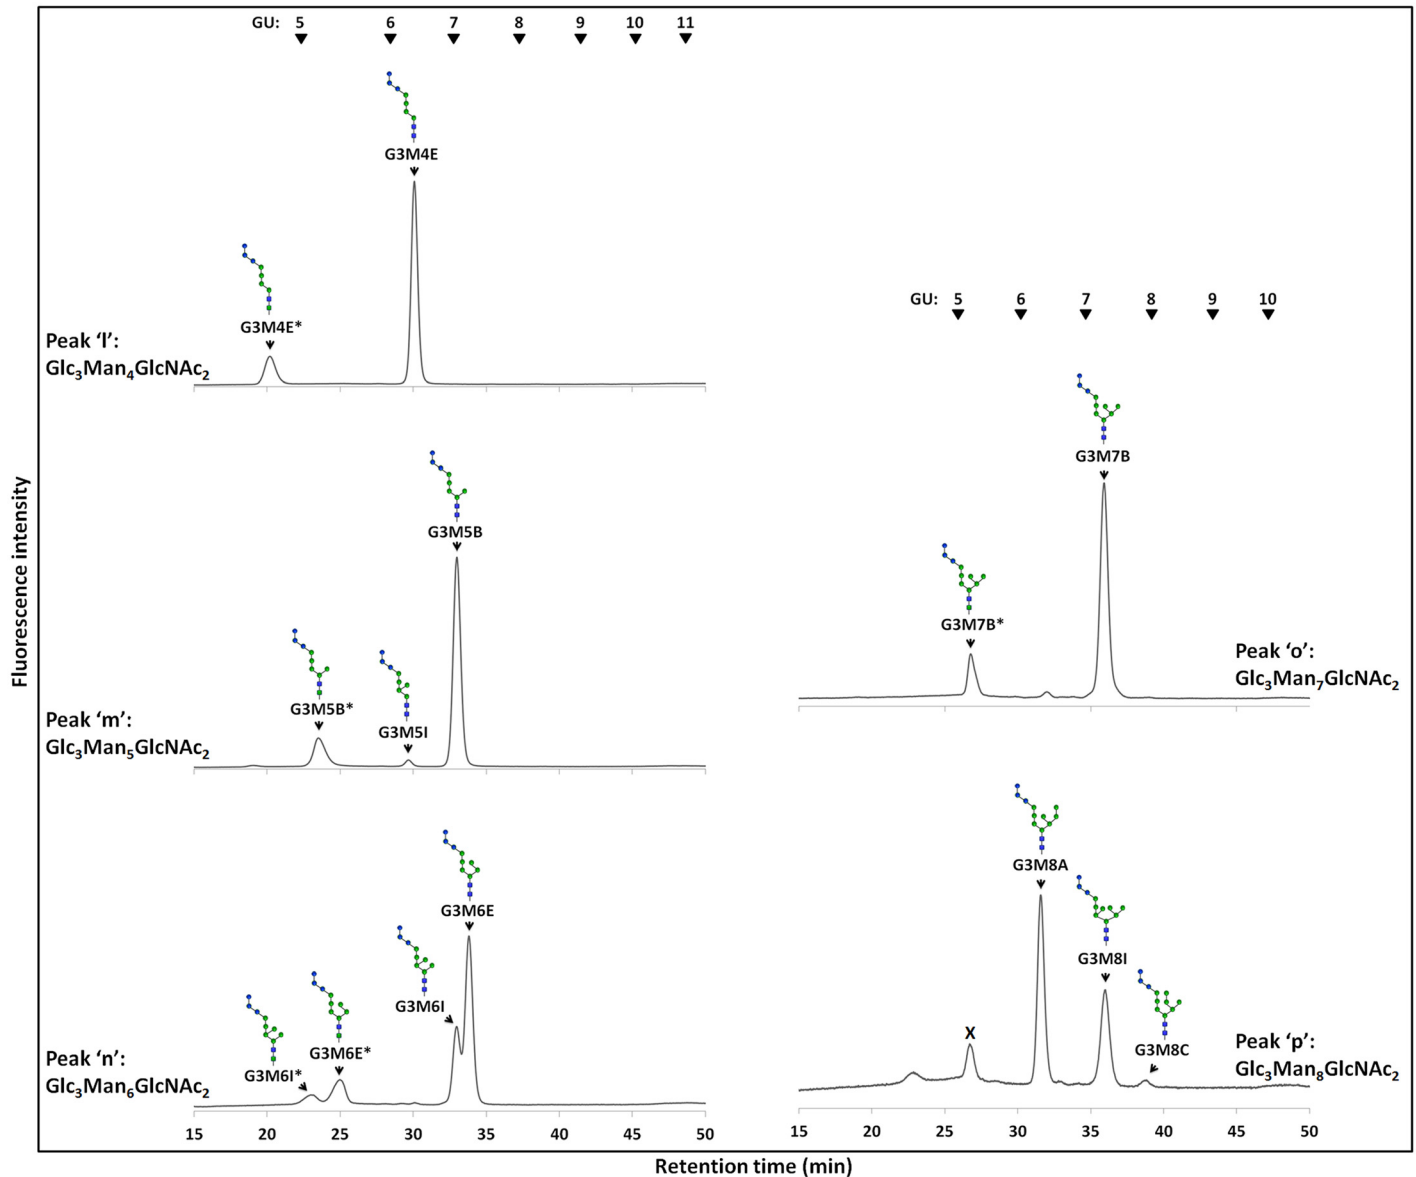 GU: 5 6 7 8 9 10 11
G3M4E
G3M4E*
Peak ‘l’:
Glc3Man4GlcNAc2
G3M5B
G3M5B*
G3M5I
Peak ‘m’:
Glc3Man5GlcNAc2
G3M6E
G3M6I
G3M6E*
G3M6I*
Peak ‘n’:
Glc3Man6GlcNAc2
15 20 25 30 35 40 45 50
GU: 5 6 7 8 9 10
G3M7B
G3M7B*
Peak ‘o’:
Glc3Man7GlcNAc2
G3M8A
G3M8I
X
G3M8C
Peak ‘p’:
Glc3Man8GlcNAc2
15 20 25 30 35 40 45 50
Fluorescence intensity
Retention time (min)